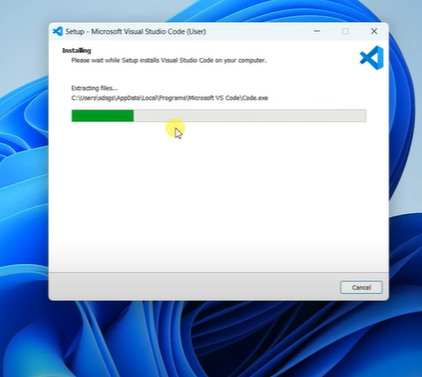 Setup - Microsoft Visual Studio Code (User)
Installing
Please wait while Setup installs Visual Studio Code on your computer.
Extracting files...
C:\Users\sdsgs\AppData\Local\Programs\Microsoft VS Code\Code.exe
Cancel